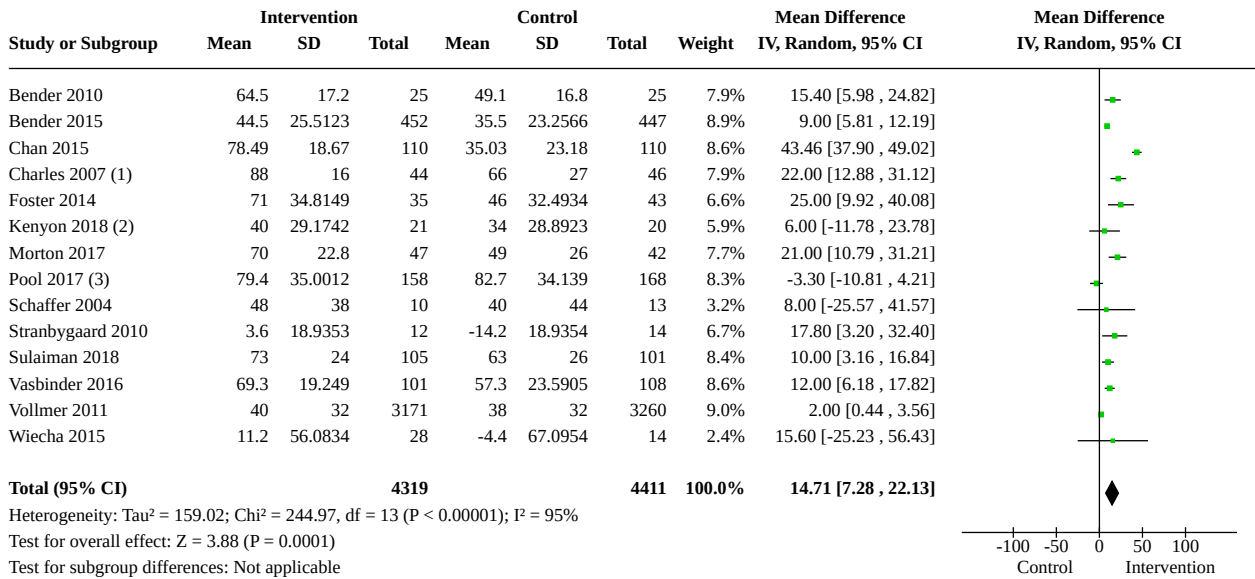 Intervention Control Mean Difference Mean Difference
Study or Subgroup Mean SD Total Mean SD Total Weight IV, Random, 95% CI IV, Random, 95% CI
Bender 2010 64.5 17.2 25 49.1 16.8 25 7.9% 15.40 [5.98 , 24.82]
Bender 2015 44.5 25.5123 452 35.5 23.2566 447 8.9% 9.00 [5.81 , 12.19]
Chan 2015 78.49 18.67 110 35.03 23.18 110 8.6% 43.46 [37.90 , 49.02]
Charles 2007 (1) 88 16 44 66 27 46 7.9% 22.00 [12.88 , 31.12]
Foster 2014 71 34.8149 35 46 32.4934 43 6.6% 25.00 [9.92 , 40.08]
Kenyon 2018 (2) 40 29.1742 21 34 28.8923 20 5.9% 6.00 [-11.78 , 23.78]
Morton 2017 70 22.8 47 49 26 42 7.7% 21.00 [10.79 , 31.21]
Pool 2017 (3) 79.4 35.0012 158 82.7 34.139 168 8.3% -3.30 [-10.81 , 4.21]
Schaffer 2004 48 38 10 40 44 13 3.2% 8.00 [-25.57 , 41.57]
Stranbygaard 2010 3.6 18.9353 12 -14.2 18.9354 14 6.7% 17.80 [3.20 , 32.40]
Sulaiman 2018 73 24 105 63 26 101 8.4% 10.00 [3.16 , 16.84]
Vasbinder 2016 69.3 19.249 101 57.3 23.5905 108 8.6% 12.00 [6.18 , 17.82]
Vollmer 2011 40 32 3171 38 32 3260 9.0% 2.00 [0.44 , 3.56]
Wiecha 2015 11.2 56.0834 28 -4.4 67.0954 14 2.4% 15.60 [-25.23 , 56.43]
Total (95% CI) 4319 4411 100.0% 14.71 [7.28 , 22.13]
Heterogeneity: Tau² = 159.02; Chi² = 244.97, df = 13 (P < 0.00001); I² = 95%
Test for overall effect: Z = 3.88 (P = 0.0001)
Test for subgroup differences: Not applicable
-100 -50 0 50 100
Control Intervention